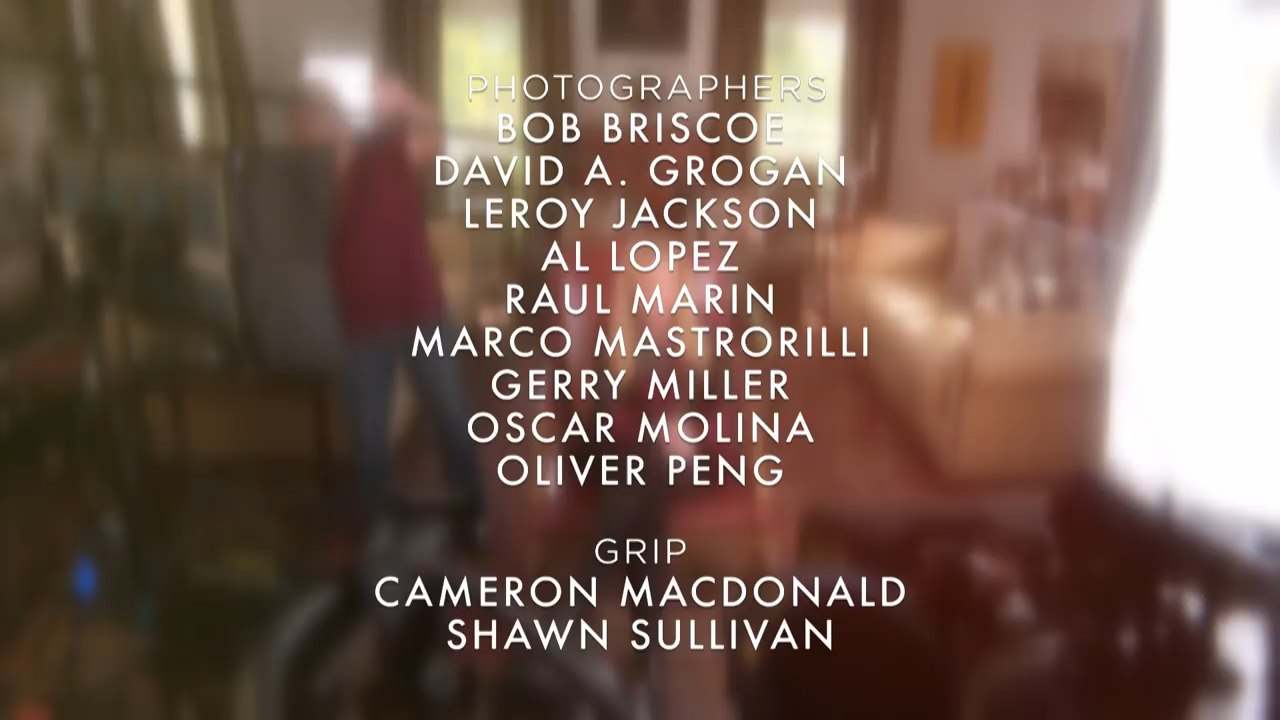 PHOTOGRAPHERS
BOB BRISCOE
DAVID A. GROGAN
LEROY JACKSON
AL LOPEZ
RAUL MARIN
MARCO MASTRORILLI
GERRY MILLER
OSCAR MOLINA
OLIVER PENG
GRIP
CAMERON MACDONALD
SHAWN SULLIVAN